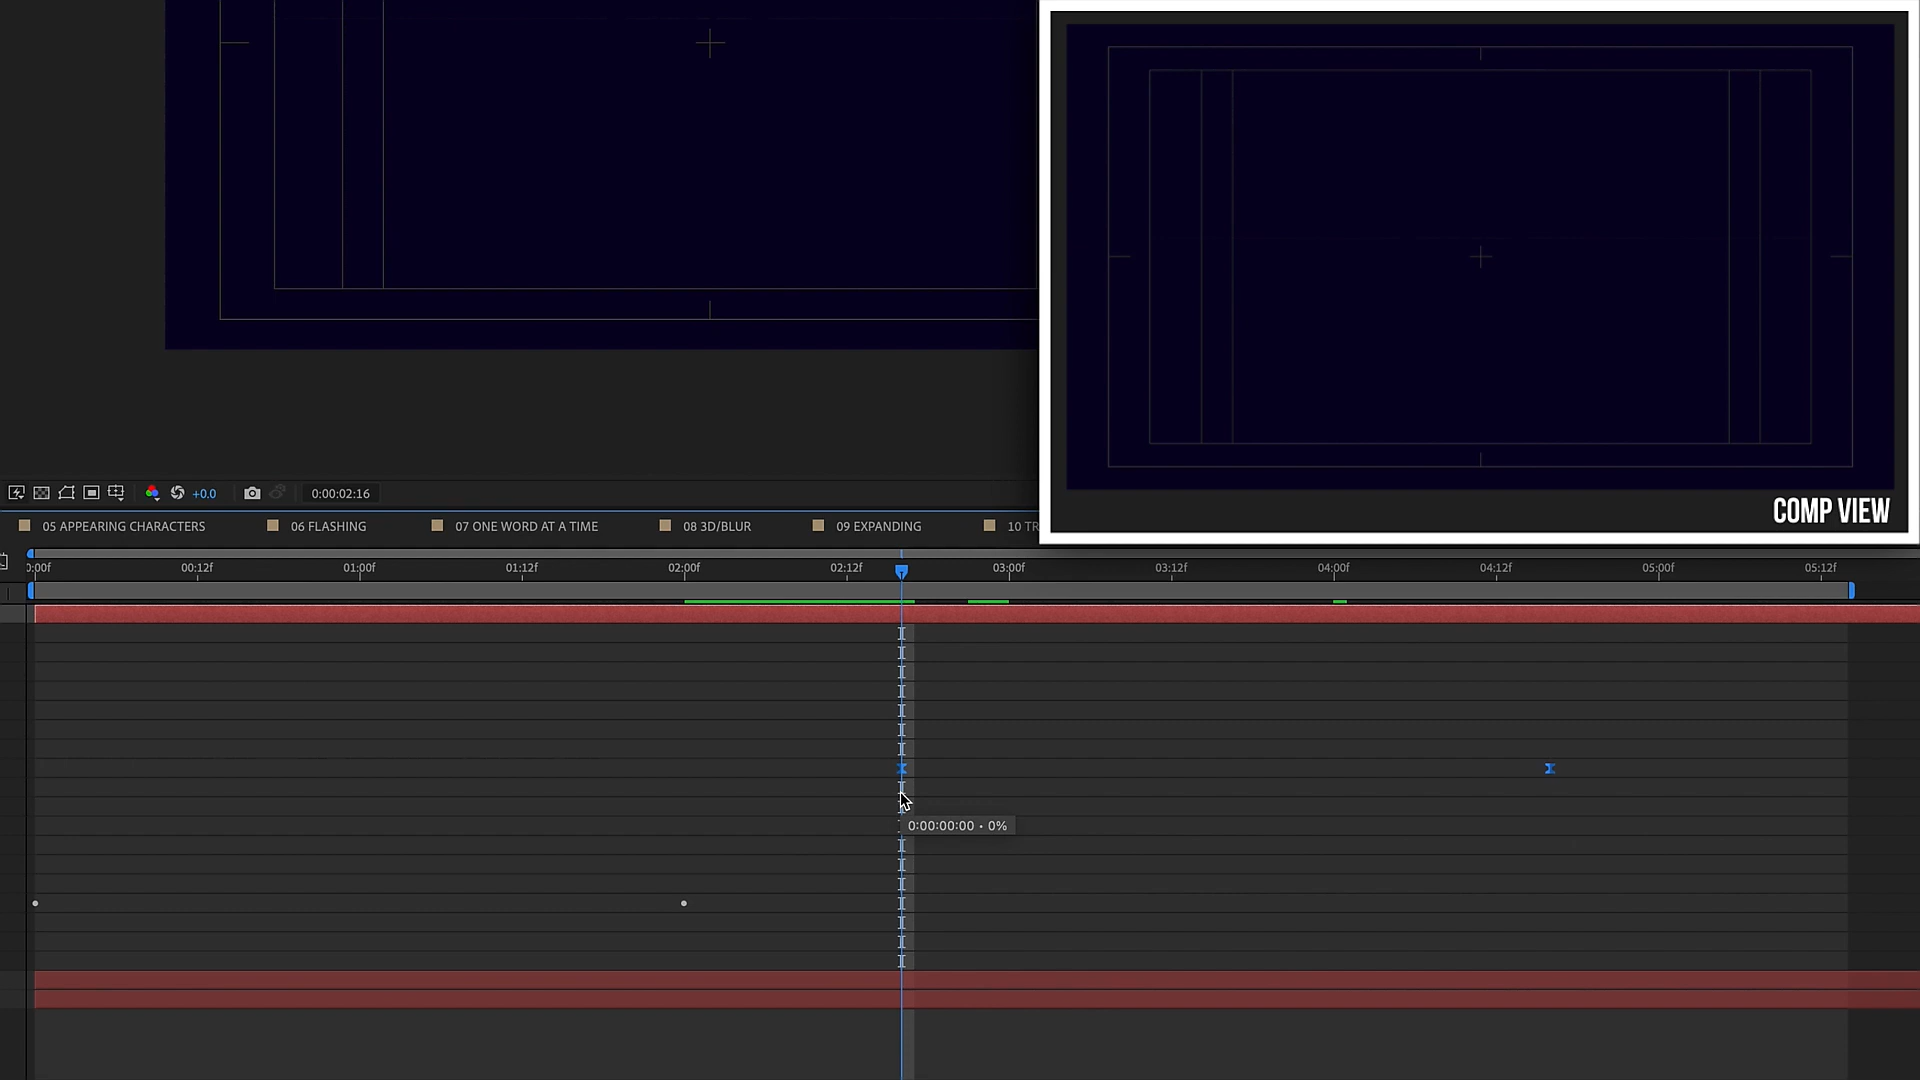 +0.0 0:00:02:16
COMP VIEW
05 APPEARING CHARACTERS 06 FLASHING 07 ONE WORD AT A TIME 08 3D/BLUR 09 EXPANDING 10 TR
0:00f 00:12f 01:00f 01:12f 02:00f 02:12f 03:00f 03:12f 04:00f 04:12f 05:00f 05:12f
0:00:00:00 • 0%